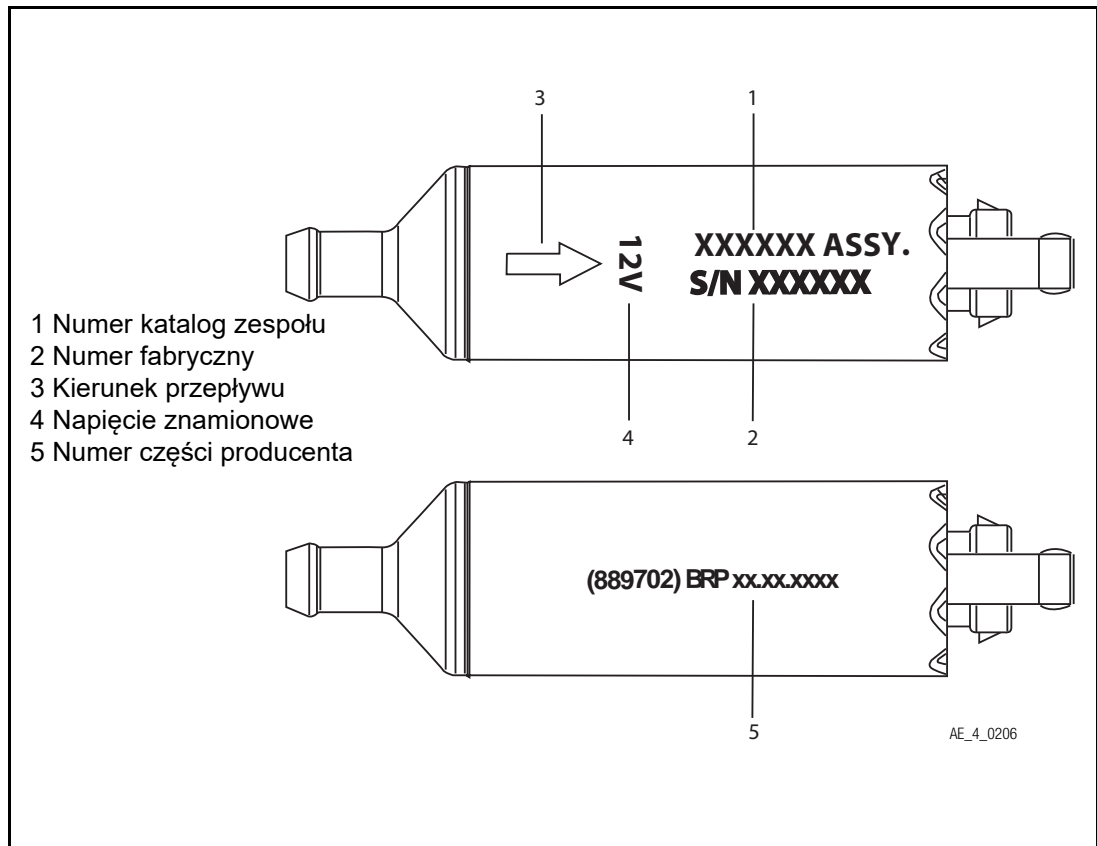 3
1
12V
XXXXXX ASSY.
S/N XXXXXX
1 Numer katalog zespołu
2 Numer fabryczny
3 Kierunek przepływu
4 Napięcie znamionowe
5 Numer części producenta
4
2
(889702) BRP xx.xx.xxxx
5
AE_4_0206